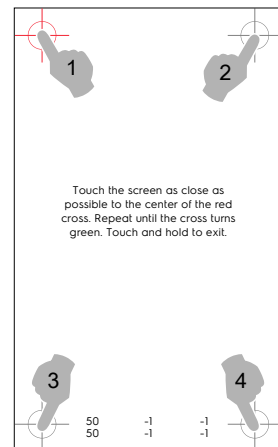 1
2
Touch the screen as close as
possible to the center of the red
cross. Repeat until the cross turns
green. Touch and hold to exit.
3
4
50 -1 -1
50 -1 -1